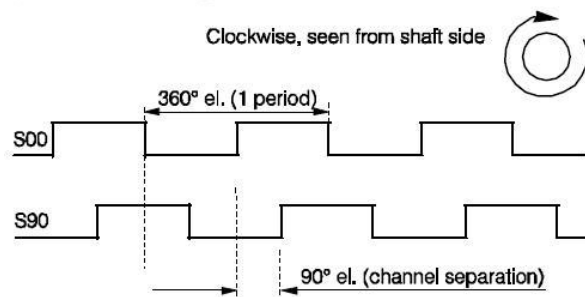 Clockwise, seen from shaft side
360° el. (1 period)
S00
S90
90° el. (channel separation)